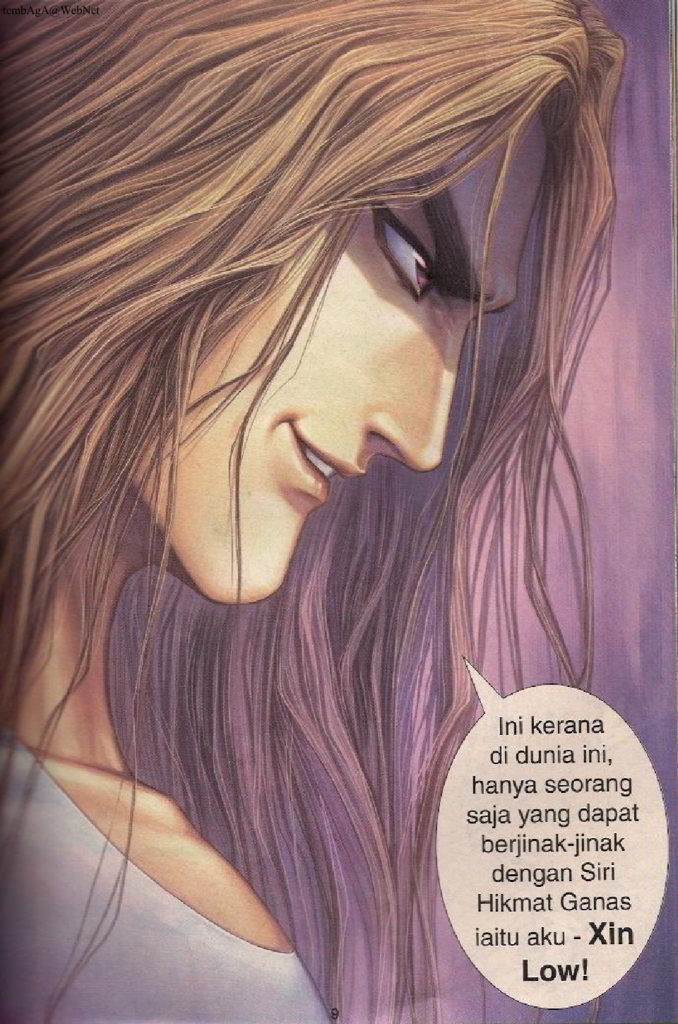 tembAgA@WebNet
Ini kerana
di dunia ini,
hanya seorang
saja yang dapat
berjinak-jinak
dengan Siri
Hikmat Ganas
iaitu aku - Xin
Low!
9